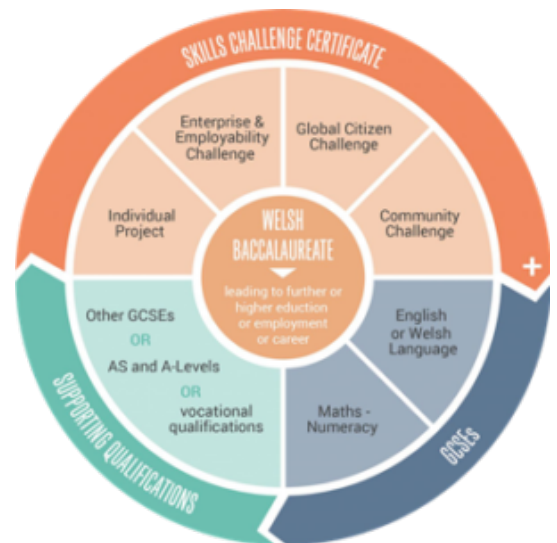 SKILLS CHALLENGE CERTIFICATE
Enterprise &
Employability
Challenge
Global Citizen
Challenge
Individual
Project
Community
Challenge
WELSH
BACCALAUREATE
leading to further or
higher eduction
or employment
or career
+
Other GCSEs
OR
AS and A-Levels
OR
vocational
qualifications
English
or Welsh
Language
Maths -
Numeracy
SUPPORTING QUALIFICATIONS
GCSEs